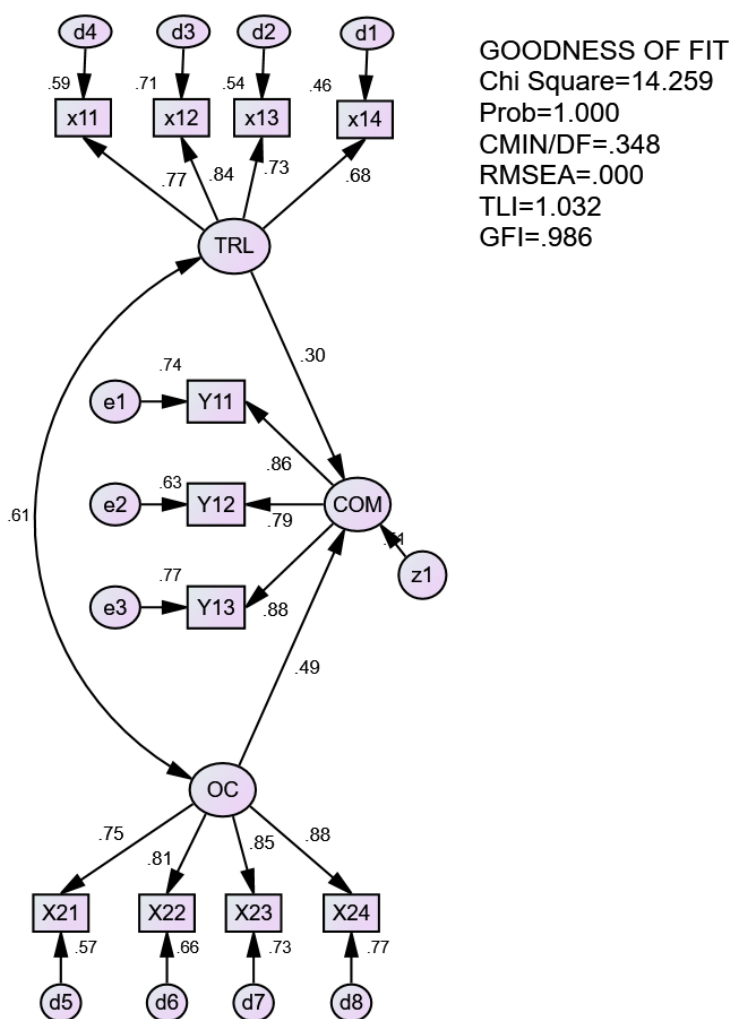 d4 d3 d2 d1
.59 .71 .54 .46
x11 x12 x13 x14
.77 .84 .73 .68
TRL
GOODNESS OF FIT
Chi Square=14.259
Prob=1.000
CMIN/DF=.348
RMSEA=.000
TLI=1.032
GFI=.986
.30
.74
e1 Y11
.86
.63
e2 Y12 COM
.79
.61
z1
.77
e3 Y13
.88
.49
OC
.75 .81 .85 .88
X21 X22 X23 X24
.57 .66 .73 .77
d5 d6 d7 d8